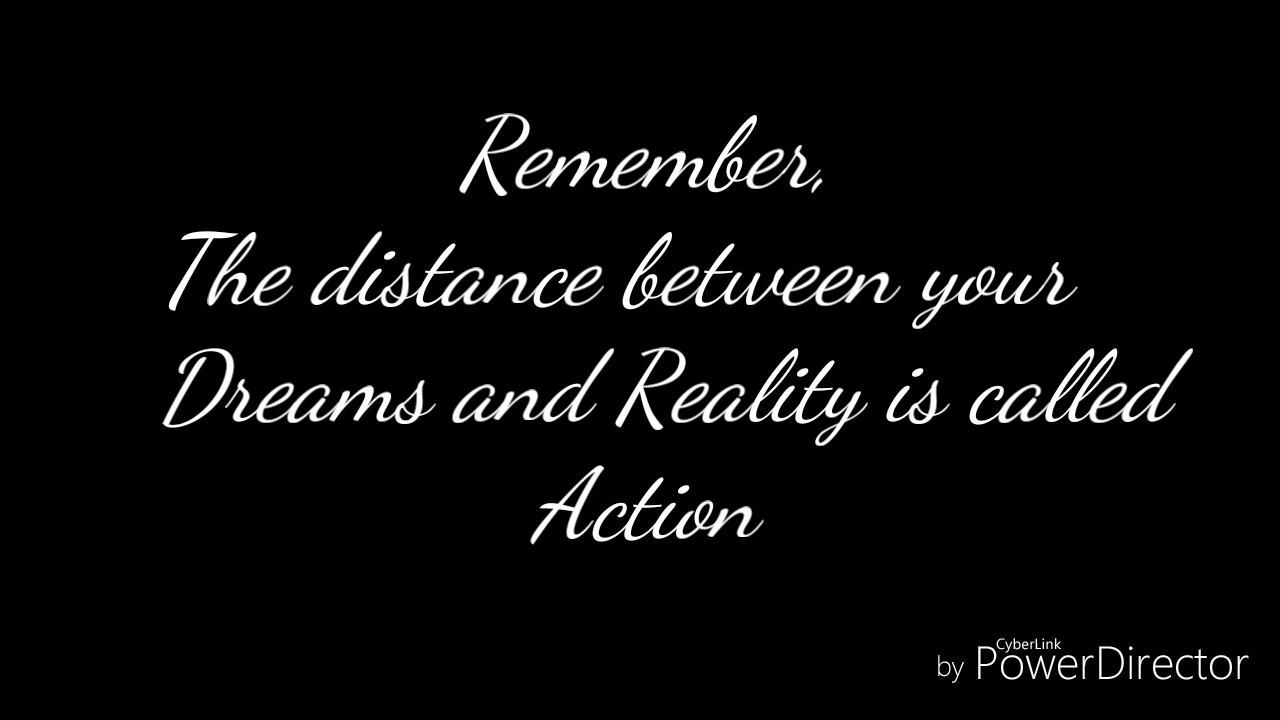 Remember,
The distance between your
Dreams and Reality is called
Action
by CyberLink PowerDirector